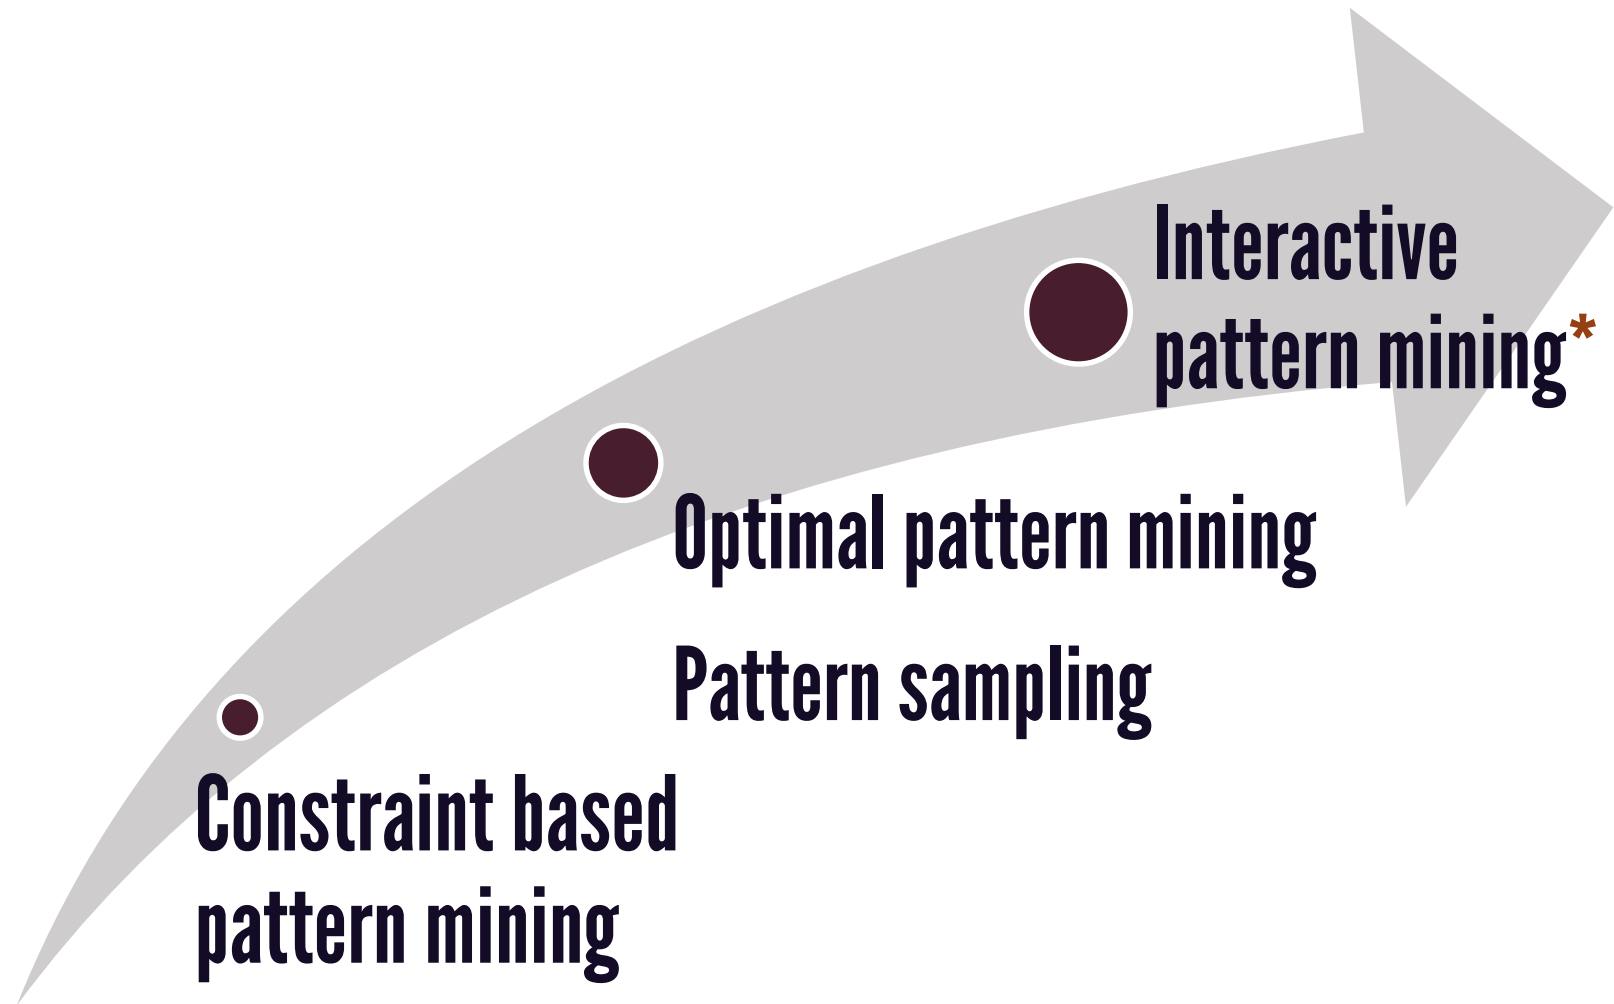 Interactive
pattern mining*
Optimal pattern mining
Pattern sampling
Constraint based
pattern mining